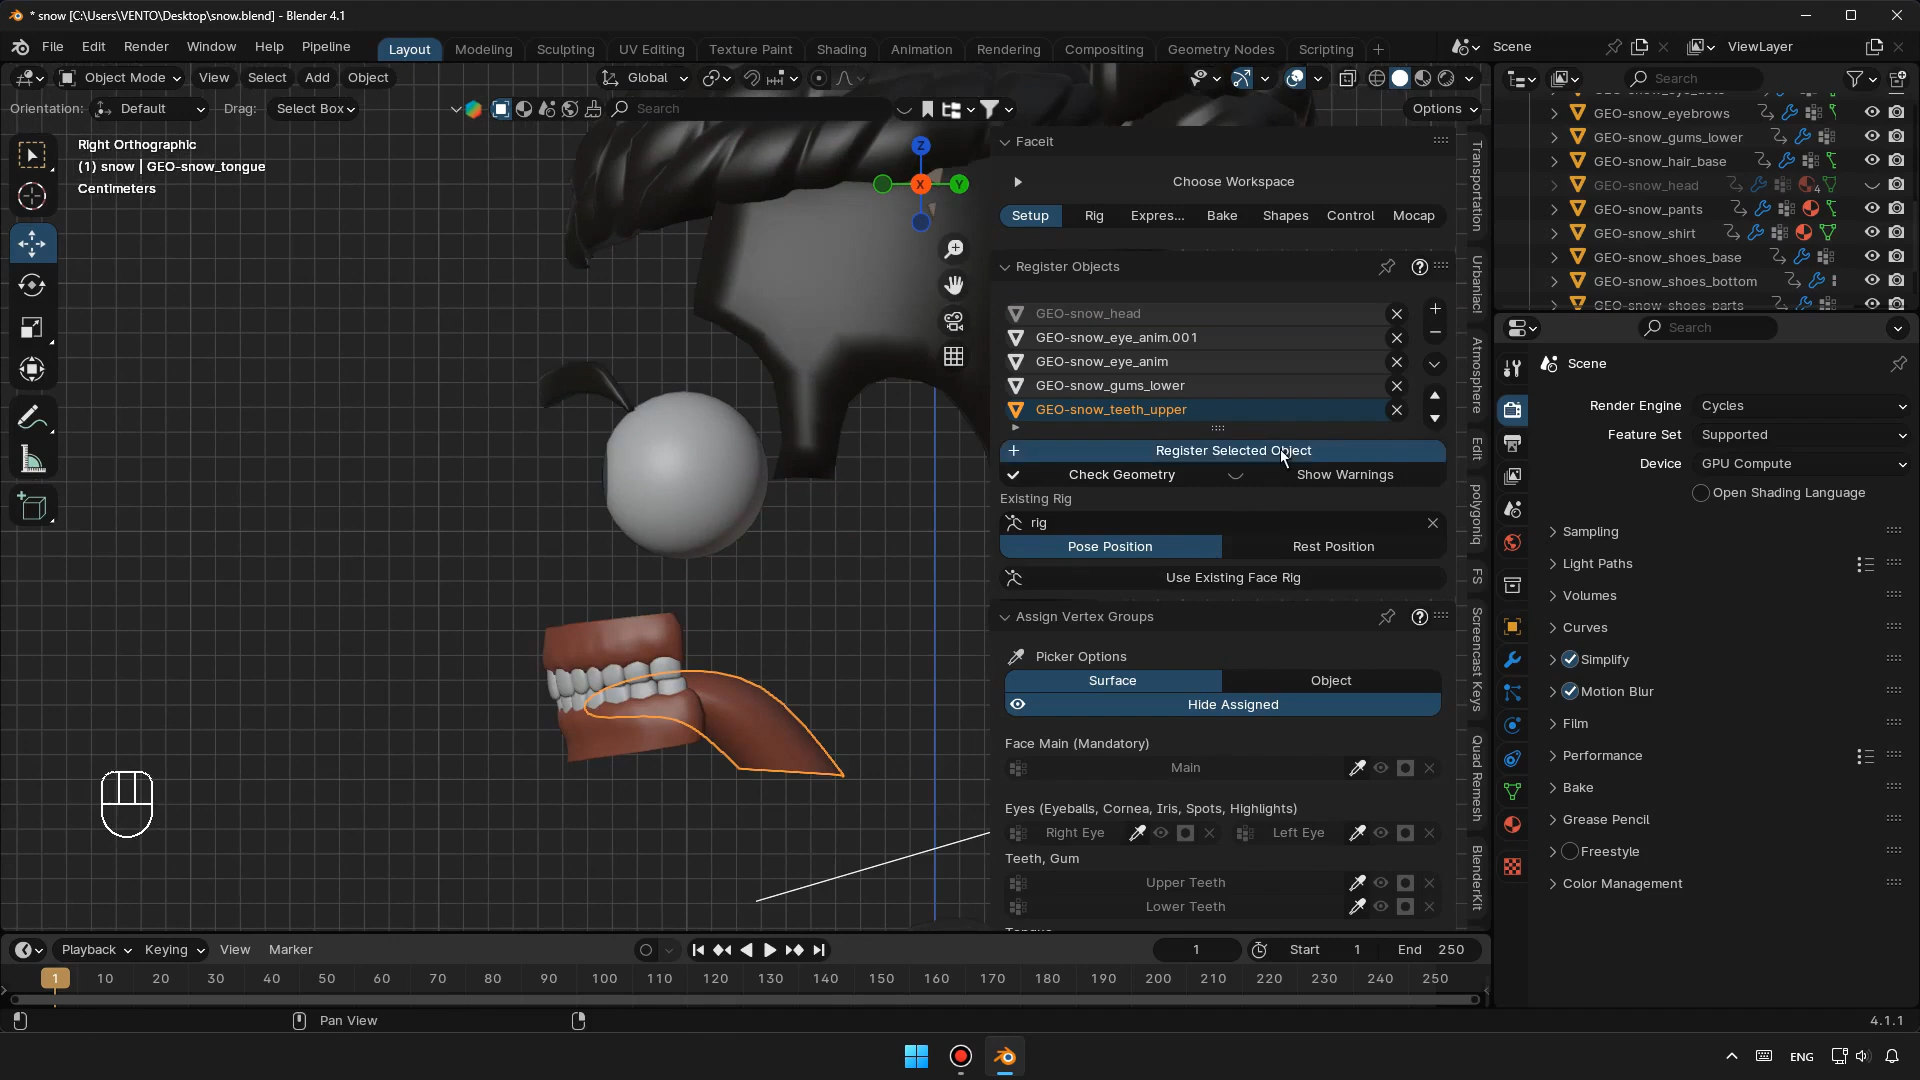 * snow [C:\Users\VENTO\Desktop\snow.blend] - Blender 4.1
File Edit Render Window Help Pipeline
Layout Modeling Sculpting UV Editing Texture Paint Shading Animation Rendering Compositing Geometry Nodes Scripting
Scene
ViewLayer
Object Mode View Select Add Object
Global
Search
Orientation: Default Drag: Select Box
Search
Options
Right Orthographic
(1) snow | GEO-snow_tongue
Centimeters
Z
X
Y
Faceit
Choose Workspace
Setup Rig Expres... Bake Shapes Control Mocap
Register Objects
GEO-snow_head
GEO-snow_eye_anim.001
GEO-snow_eye_anim
GEO-snow_gums_lower
GEO-snow_teeth_upper
Register Selected Object
Check Geometry Show Warnings
Existing Rig
rig
Pose Position Rest Position
Use Existing Face Rig
Assign Vertex Groups
Picker Options
Surface Object
Hide Assigned
Face Main (Mandatory)
Main
Eyes (Eyeballs, Cornea, Iris, Spots, Highlights)
Right Eye Left Eye
Teeth, Gum
Upper Teeth
Lower Teeth
Transportation
Urbaniac!
Atmosphere
Edit
polygoniq
FS
Screencast Keys
Quad Remesh
BlenderKit
GEO-snow_eyebrows
GEO-snow_gums_lower
GEO-snow_hair_base
GEO-snow_head 4
GEO-snow_pants
GEO-snow_shirt
GEO-snow_shoes_base
GEO-snow_shoes_bottom
GEO-snow_shoes_parts
Search
Scene
Render Engine Cycles
Feature Set Supported
Device GPU Compute
Open Shading Language
Sampling
Light Paths
Volumes
Curves
Simplify
Motion Blur
Film
Performance
Bake
Grease Pencil
Freestyle
Color Management
Playback Keying View Marker
1 Start 1 End 250
1 10 20 30 40 50 60 70 80 90 100 110 120 130 140 150 160 170 180 190 200 210 220 230 240 250
Pan View
4.1.1
ENG